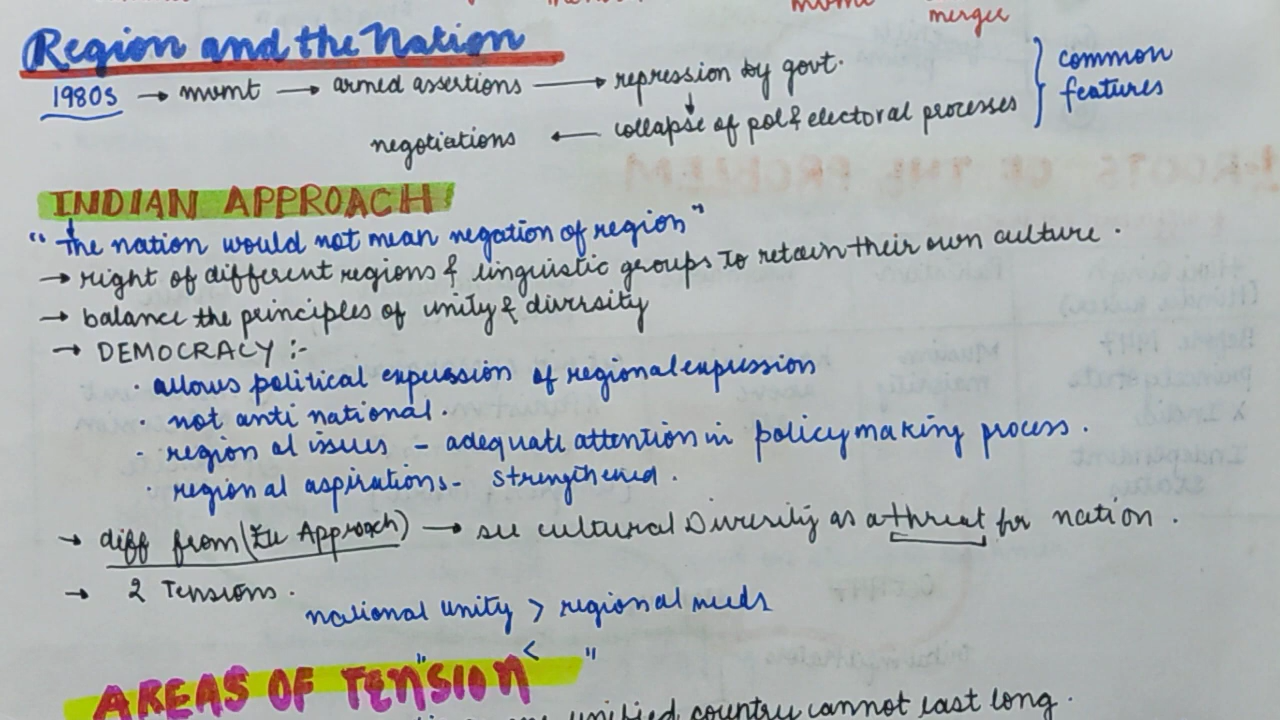 mvmt
merger
Region and the Nation
1980s → mvmt → armed assertions → repression by govt.
↓
negotiations ← collapse of pol & electoral processes } common features
INDIAN APPROACH
"the nation would not mean negation of region"
→ right of different regions & linguistic groups to retain their own culture.
→ balance the principles of unity & diversity
→ DEMOCRACY :-
· allows political expression of regional expression
· not anti national.
· regional issues - adequate attention in policy making process.
· regional aspirations - strengthened.
→ diff from (EU Approach) → see cultural Diversity as a threat for nation.
→ 2 Tensions.
national unity > regional needs
" < "
AREAS OF TENSION
unified country cannot last long.